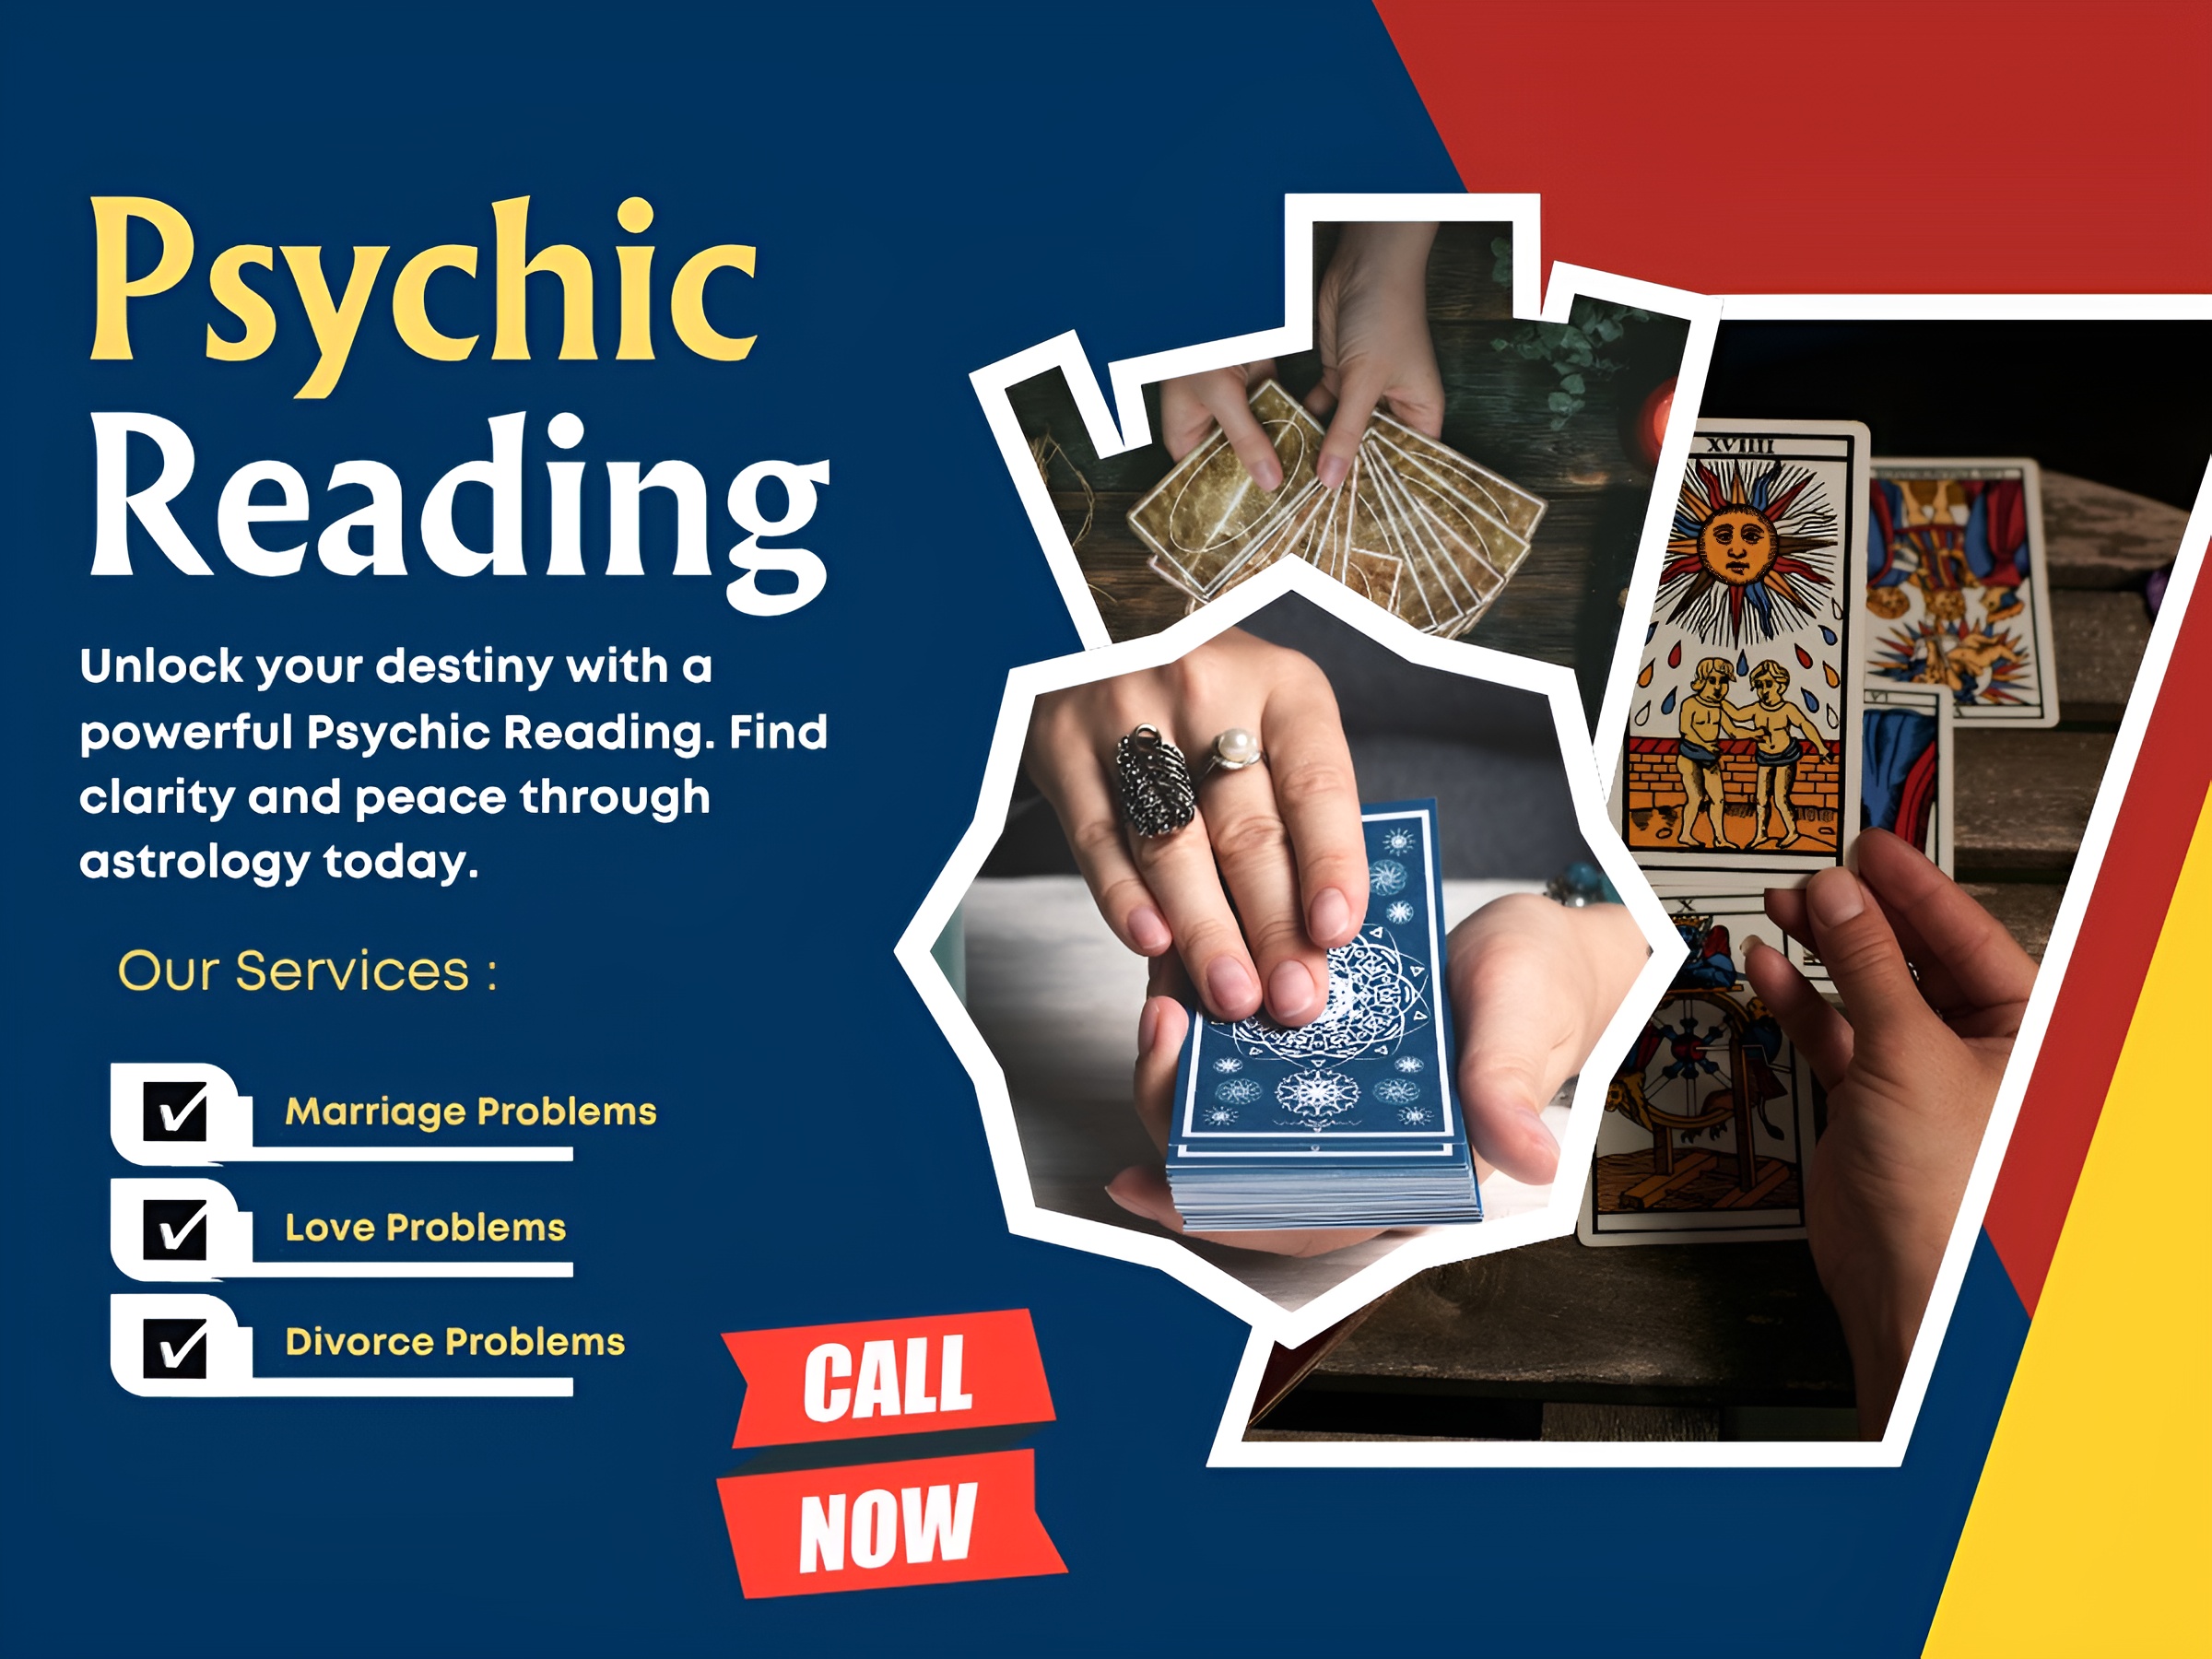 Psychic
Reading
Unlock your destiny with a
powerful Psychic Reading. Find
clarity and peace through
astrology today.
Our Services :
Marriage Problems
Love Problems
Divorce Problems
CALL
NOW
XVIIII
VI
X